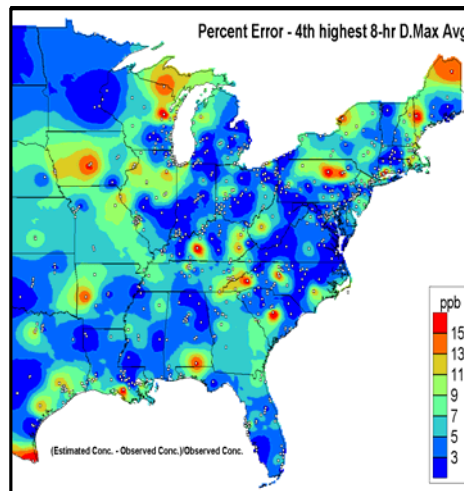 Percent Error - 4th highest 8-hr D.Max Avg
ppb
15
13
11
9
7
5
3
(Estimated Conc. - Observed Conc.)/Observed Conc.